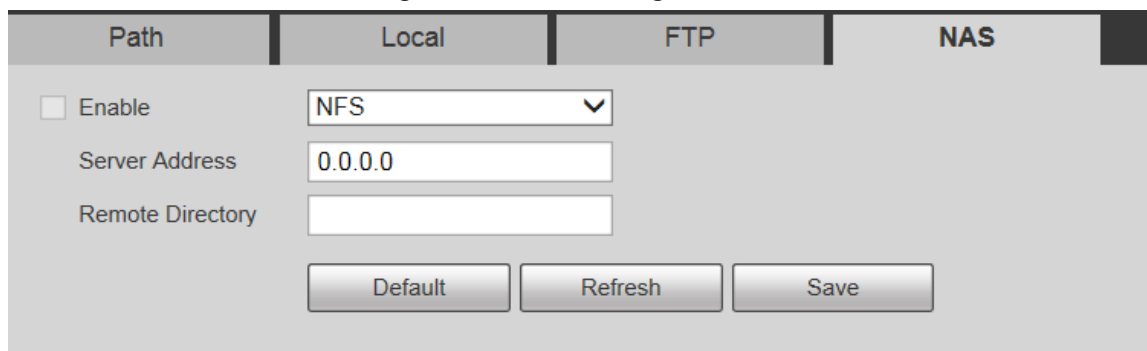 Path Local FTP NAS
Enable NFS
Server Address 0.0.0.0
Remote Directory
Default Refresh Save